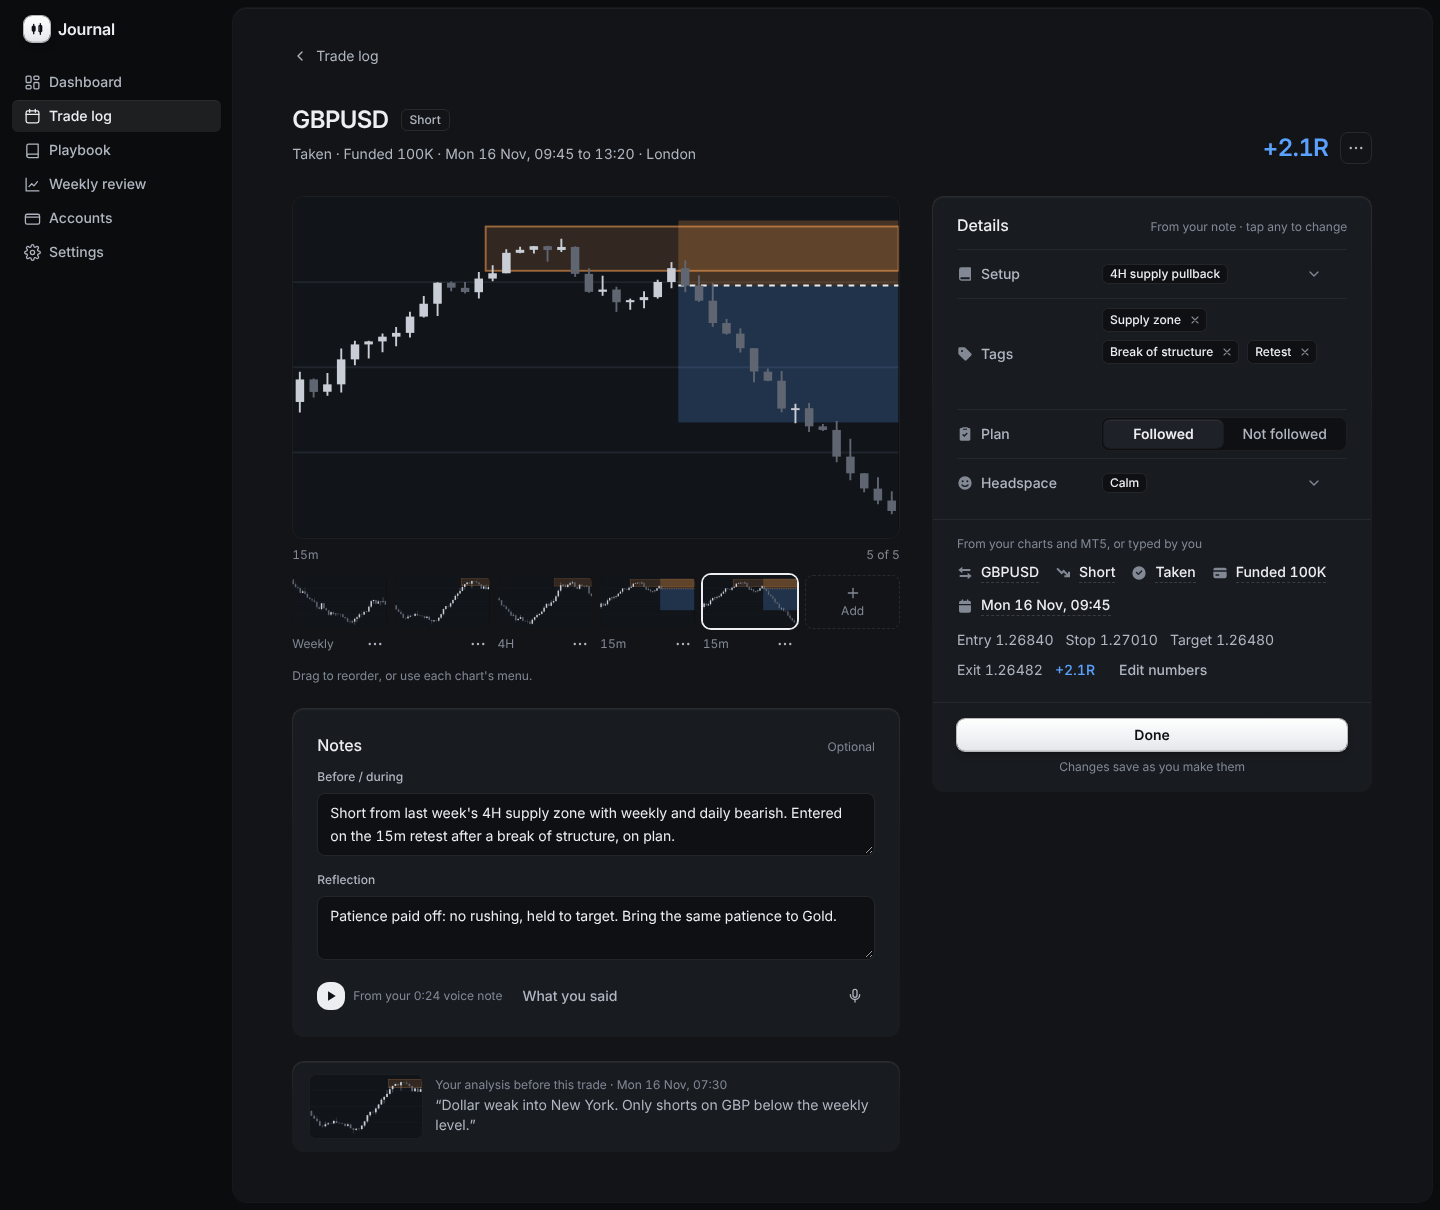 Journal
Dashboard
Trade log
Playbook
Weekly review
Accounts
Settings
Trade log
GBPUSD
Short
Taken · Funded 100K · Mon 16 Nov, 09:45 to 13:20 · London
+2.1R
15m
5 of 5
Weekly
4H
15m
15m
Add
Drag to reorder, or use each chart's menu.
Notes
Optional
Before / during
Short from last week's 4H supply zone with weekly and daily bearish. Entered
on the 15m retest after a break of structure, on plan.
Reflection
Patience paid off: no rushing, held to target. Bring the same patience to Gold.
From your 0:24 voice note
What you said
Your analysis before this trade · Mon 16 Nov, 07:30
“Dollar weak into New York. Only shorts on GBP below the weekly
level.”
Details
From your note · tap any to change
Setup
4H supply pullback
Tags
Supply zone
Break of structure
Retest
Plan
Followed
Not followed
Headspace
Calm
From your charts and MT5, or typed by you
GBPUSD
Short
Taken
Funded 100K
Mon 16 Nov, 09:45
Entry 1.26840 Stop 1.27010 Target 1.26480
Exit 1.26482 +2.1R Edit numbers
Done
Changes save as you make them